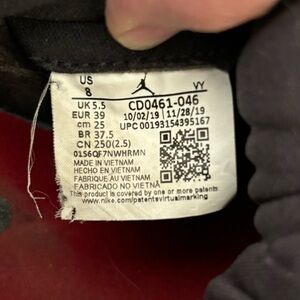 US
8 VY
UK 5.5 CD0461-046
EUR 39 10/02/19 11/28/19
cm 25 UPC 00193154395167
BR 37.5
CN 250(2.5)
01S6QF7NWHRMN
MADE IN VIETNAM
HECHO EN VIETNAM
FABRIQUE AU VIETNAM
FABRICADO NO VIETNÃ
This product is covered by one or more patents.
www.nike.com/patentsvirtualmarking